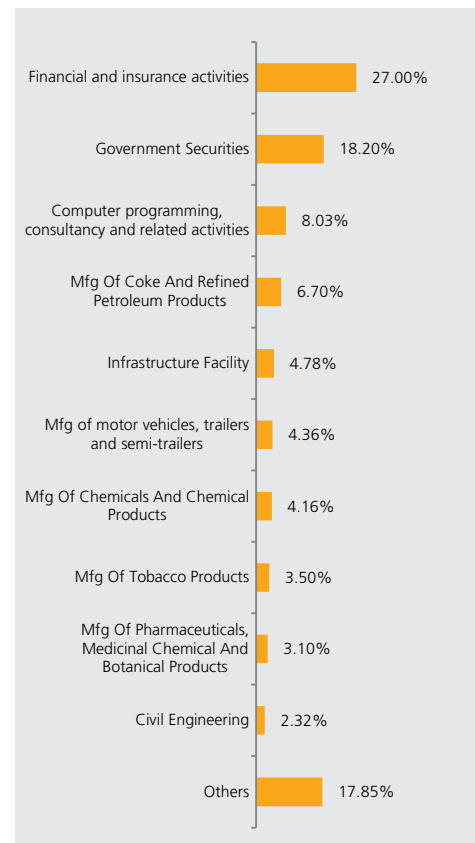 Financial and insurance activities 27.00%
Government Securities 18.20%
Computer programming,
consultancy and related activities 8.03%
Mfg Of Coke And Refined
Petroleum Products 6.70%
Infrastructure Facility 4.78%
Mfg of motor vehicles, trailers
and semi-trailers 4.36%
Mfg Of Chemicals And Chemical
Products 4.16%
Mfg Of Tobacco Products 3.50%
Mfg Of Pharmaceuticals,
Medicinal Chemical And
Botanical Products 3.10%
Civil Engineering 2.32%
Others 17.85%